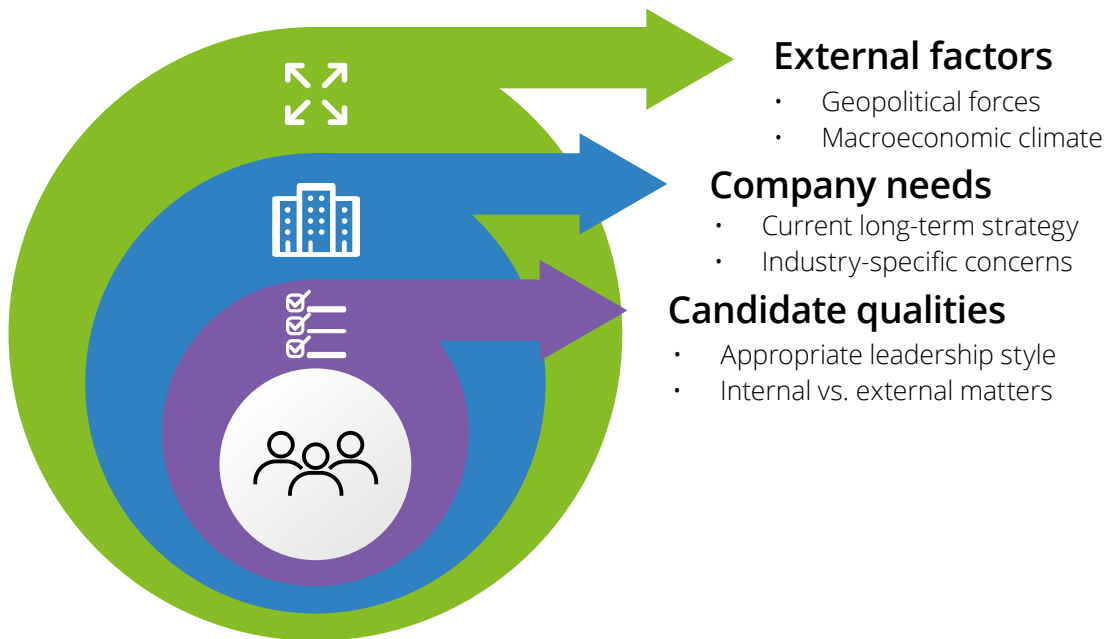 External factors
• Geopolitical forces
• Macroeconomic climate
Company needs
• Current long-term strategy
• Industry-specific concerns
Candidate qualities
• Appropriate leadership style
• Internal vs. external matters